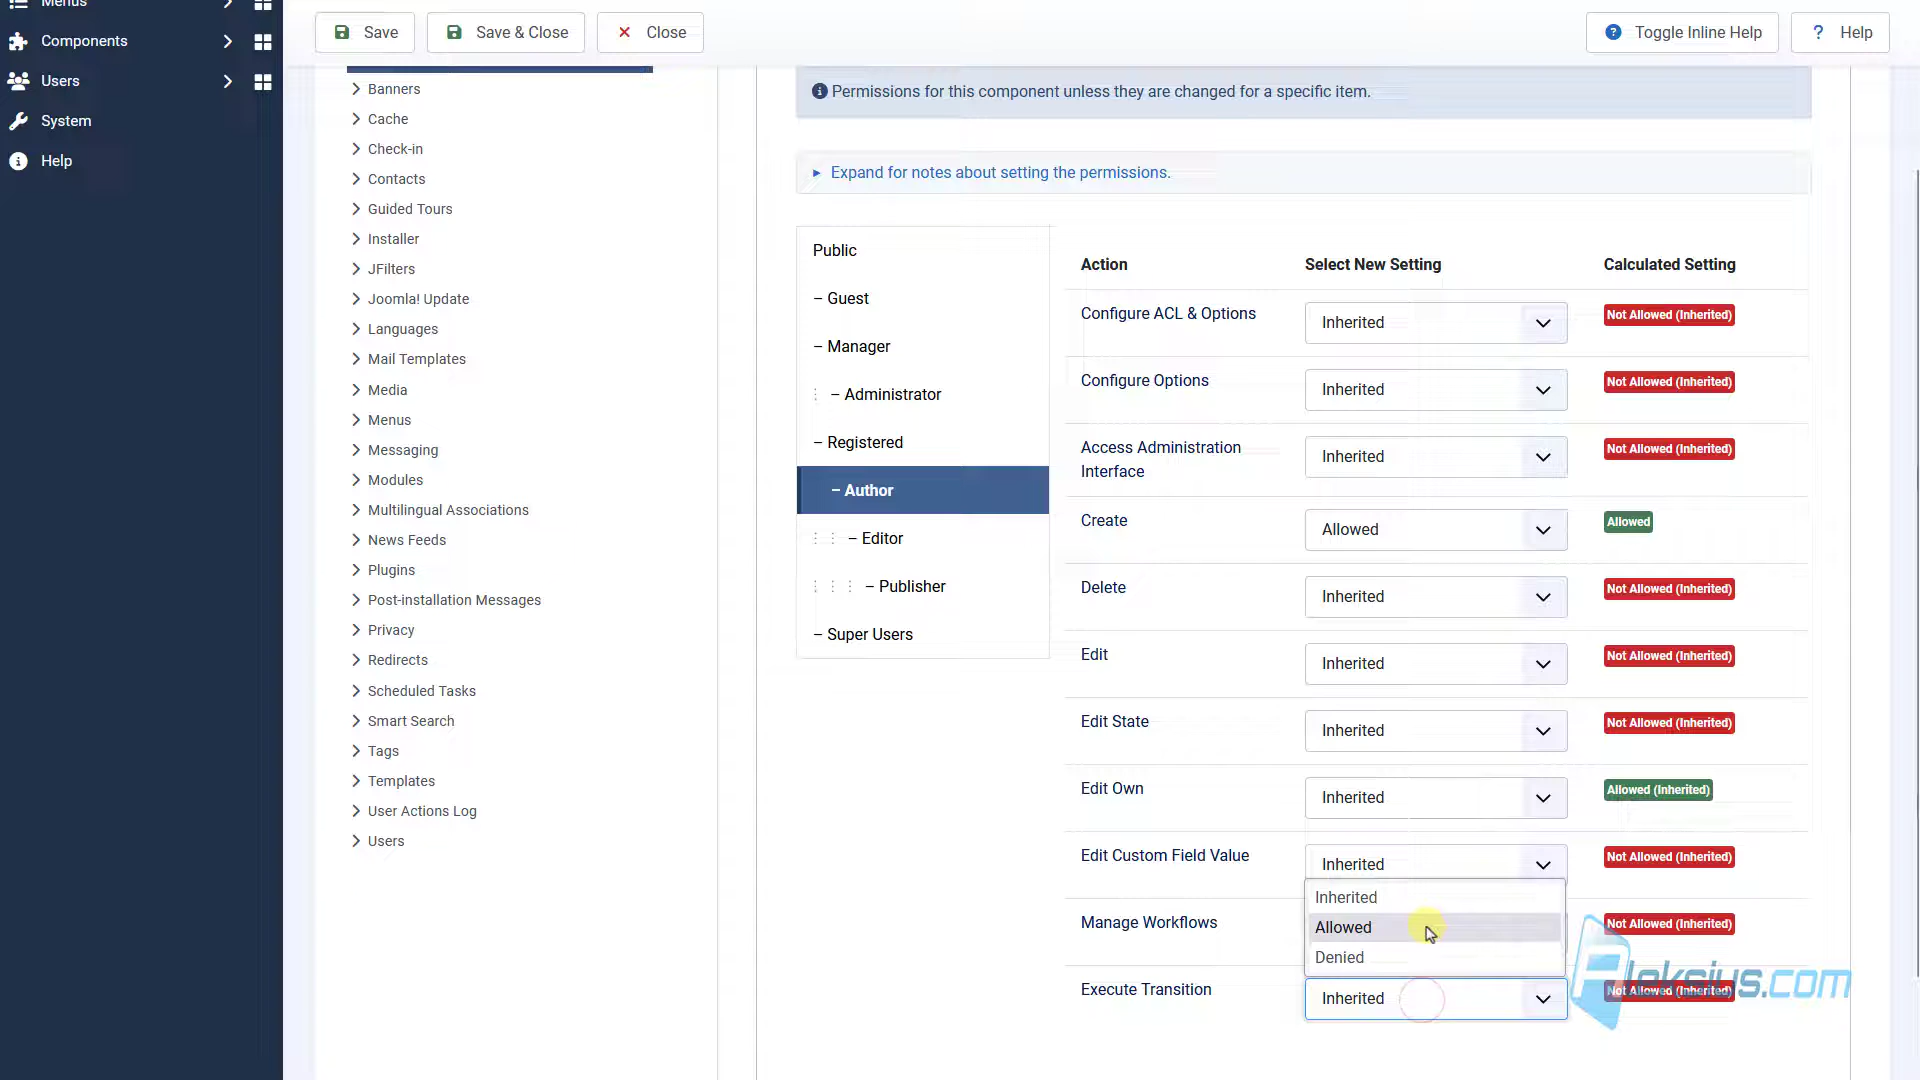 Menus
Components
Users
System
Help
Save
Save & Close
Close
Toggle Inline Help
Help
Banners
Cache
Check-in
Contacts
Guided Tours
Installer
JFilters
Joomla! Update
Languages
Mail Templates
Media
Menus
Messaging
Modules
Multilingual Associations
News Feeds
Plugins
Post-installation Messages
Privacy
Redirects
Scheduled Tasks
Smart Search
Tags
Templates
User Actions Log
Users
Permissions for this component unless they are changed for a specific item.
Expand for notes about setting the permissions.
Public
– Guest
– Manager
– Administrator
– Registered
– Author
– Editor
– Publisher
– Super Users
Action Select New Setting Calculated Setting
Configure ACL & Options Inherited Not Allowed (Inherited)
Configure Options Inherited Not Allowed (Inherited)
Access Administration
Interface Inherited Not Allowed (Inherited)
Create Allowed Allowed
Delete Inherited Not Allowed (Inherited)
Edit Inherited Not Allowed (Inherited)
Edit State Inherited Not Allowed (Inherited)
Edit Own Inherited Allowed (Inherited)
Edit Custom Field Value Inherited Not Allowed (Inherited)
Inherited
Manage Workflows Allowed Not Allowed (Inherited)
Denied
Execute Transition Inherited Not Allowed (Inherited)
Aleksius.com